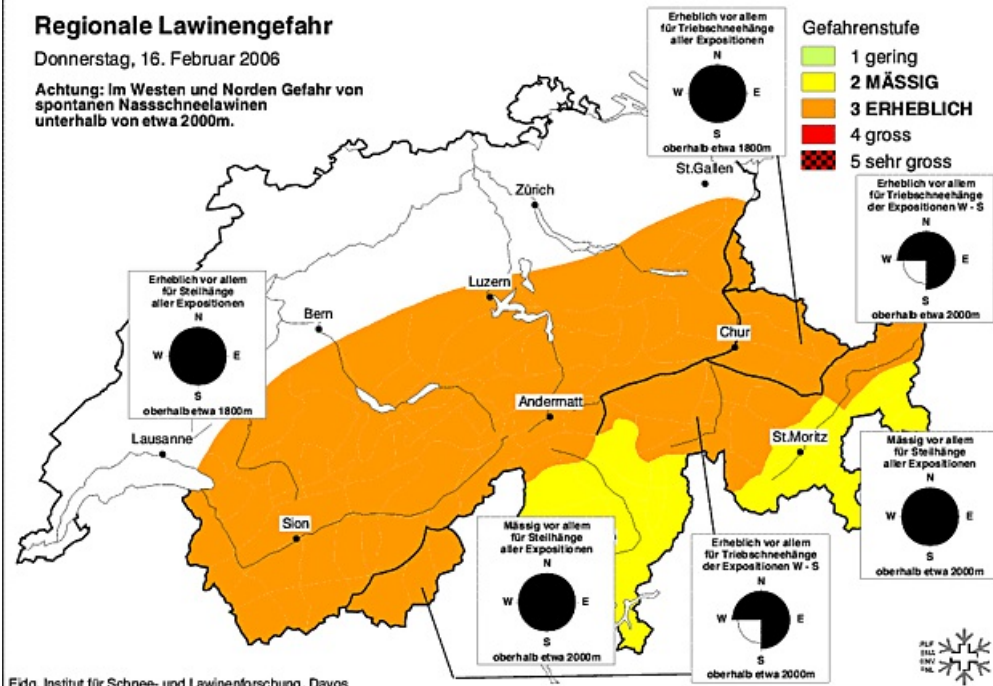 Regionale Lawinengefahr
Donnerstag, 16. Februar 2006
Achtung: Im Westen und Norden Gefahr von
spontanen Nassschneelawinen
unterhalb von etwa 2000m.
Erheblich vor allem
für Triebschneehänge
aller Expositionen
N
W
E
S
oberhalb etwa 1800m
Gefahrenstufe
1 gering
2 MÄSSIG
3 ERHEBLICH
4 gross
5 sehr gross
Erheblich vor allem
für Triebschneehänge
der Expositionen W - S
N
W
E
S
oberhalb etwa 2000m
St.Gallen
Zürich
Erheblich vor allem
für Steilhänge
aller Expositionen
N
W
E
S
oberhalb etwa 1800m
Luzern
Bern
Chur
Andermatt
Lausanne
St.Moritz
Sion
Mässig vor allem
für Steilhänge
aller Expositionen
N
W
E
S
oberhalb etwa 2000m
Mässig vor allem
für Steilhänge
aller Expositionen
N
W
E
S
oberhalb etwa 2000m
Erheblich vor allem
für Triebschneehänge
der Expositionen W - S
N
W
E
S
oberhalb etwa 2000m
Eidg. Institut für Schnee- und Lawinenforschung, Davos